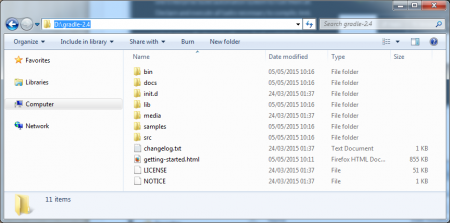 D:\gradle-2.4
Search gradle-2.4
Organize Include in library Share with Burn New folder
Favorites
Libraries
Computer
Network
Name Date modified Type Size
bin 05/05/2015 10:16 File folder
docs 05/05/2015 10:16 File folder
init.d 24/03/2015 01:37 File folder
lib 05/05/2015 10:16 File folder
media 24/03/2015 01:37 File folder
samples 05/05/2015 10:16 File folder
src 05/05/2015 10:16 File folder
changelog.txt 24/03/2015 01:37 Text Document 1 KB
getting-started.html 05/05/2015 10:11 Firefox HTML Doc... 855 KB
LICENSE 24/03/2015 01:37 File 51 KB
NOTICE 24/03/2015 01:37 File 1 KB
11 items